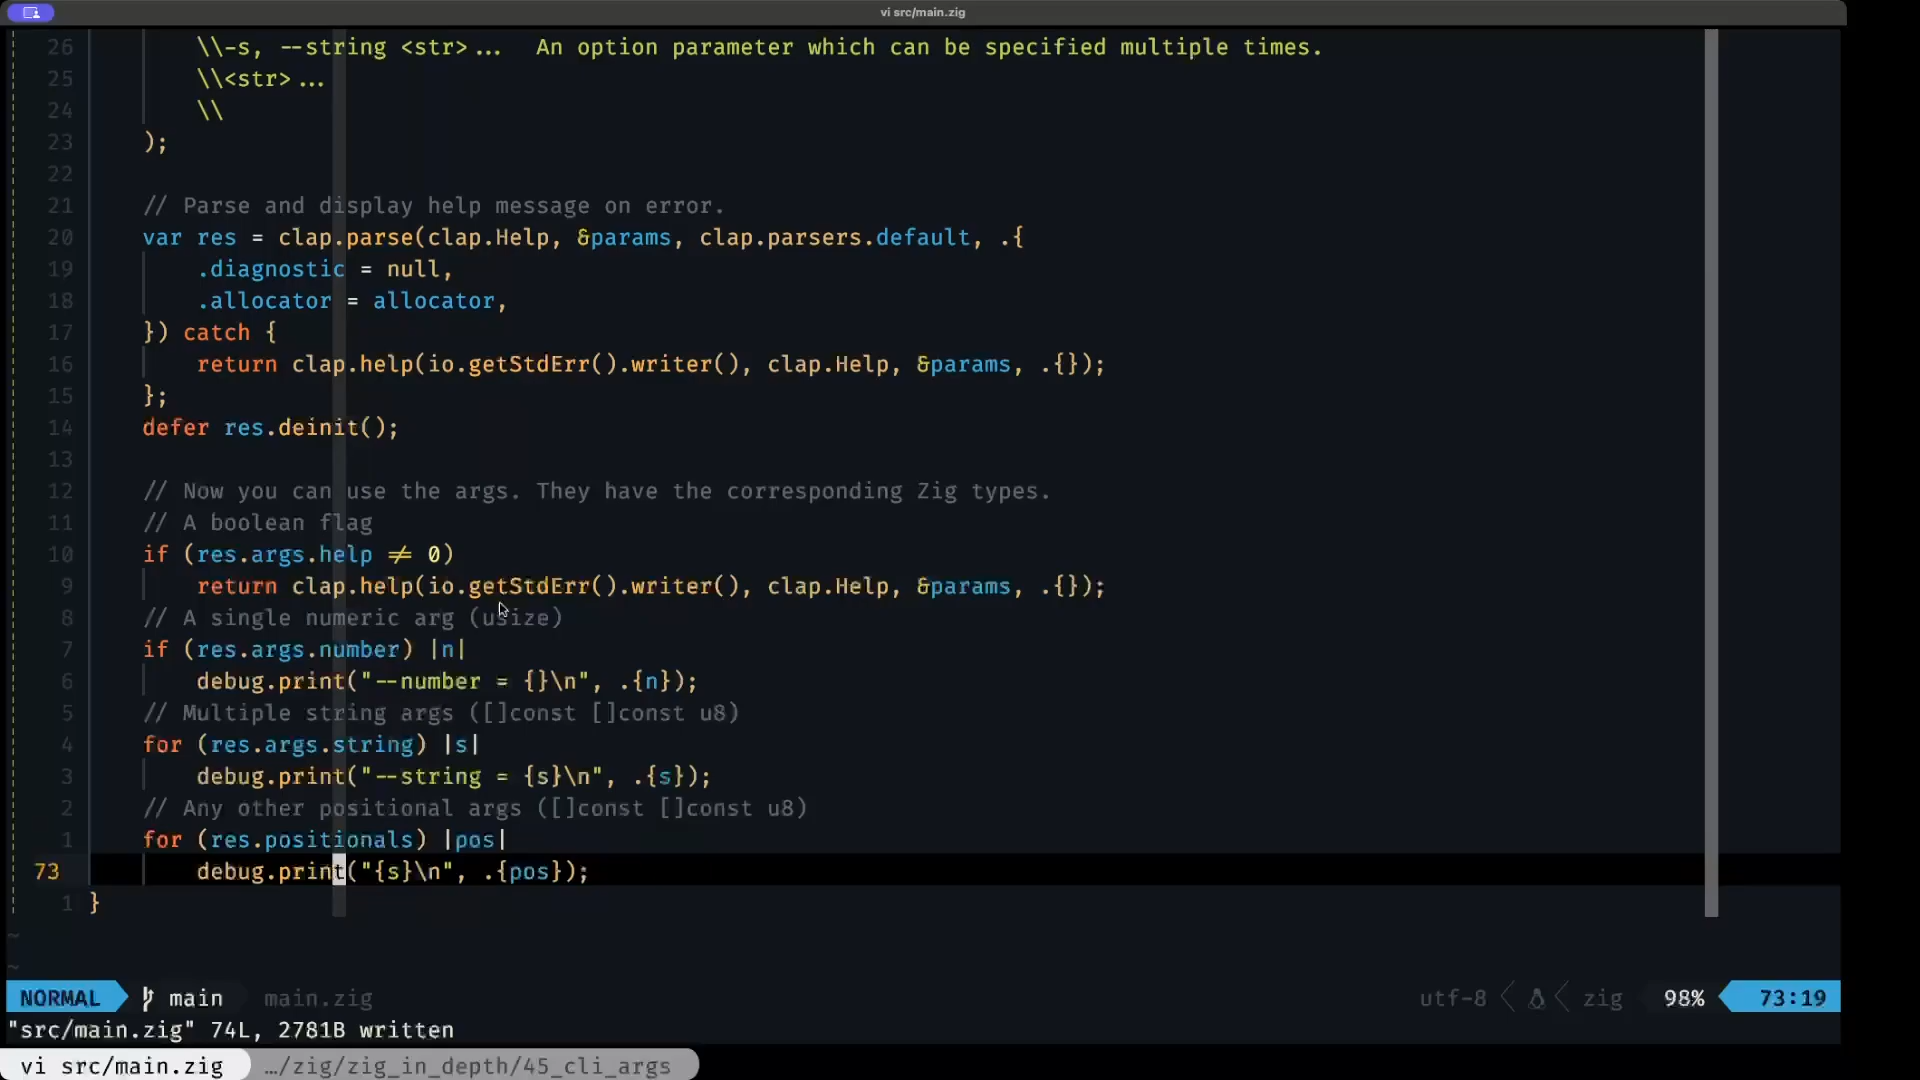 vi src/main.zig
26 \\-s, --string <str>... An option parameter which can be specified multiple times.
25 \\<str>...
24 \\
23 );
22
21 // Parse and display help message on error.
20 var res = clap.parse(clap.Help, &params, clap.parsers.default, .{
19 .diagnostic = null,
18 .allocator = allocator,
17 }) catch {
16 return clap.help(io.getStdErr().writer(), clap.Help, &params, .{});
15 };
14 defer res.deinit();
13
12 // Now you can use the args. They have the corresponding Zig types.
11 // A boolean flag
10 if (res.args.help ≠ 0)
9 return clap.help(io.getStdErr().writer(), clap.Help, &params, .{});
8 // A single numeric arg (usize)
7 if (res.args.number) |n|
6 debug.print("--number = {}\n", .{n});
5 // Multiple string args ([]const []const u8)
4 for (res.args.string) |s|
3 debug.print("--string = {s}\n", .{s});
2 // Any other positional args ([]const []const u8)
1 for (res.positionals) |pos|
73 debug.print("{s}\n", .{pos});
1 }
~
~
NORMAL main main.zig utf-8 zig 98% 73:19
"src/main.zig" 74L, 2781B written
vi src/main.zig …/zig/zig_in_depth/45_cli_args